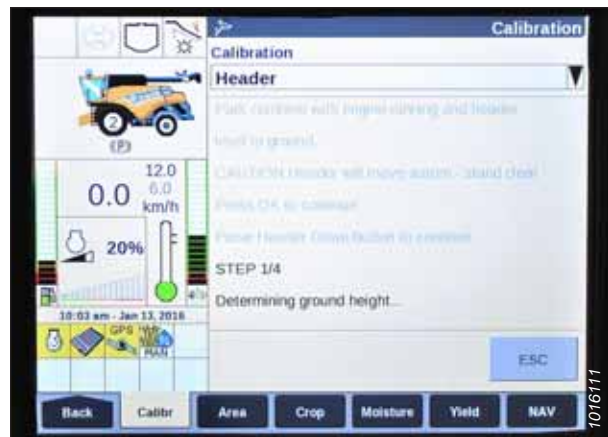 Calibration
Calibration
Header
Park combine with engine running and header
level to ground.
CAUTION Header will move autom - stand clear
Press OK to continue
Press Header Down Button to continue
STEP 1/4
Determining ground height...
2
(P)
12.0
6.0
0.0
km/h
20%
10:03 am - Jan 13, 2016
GPS
MAN
ESC
Back
Calibr
Area
Crop
Moisture
Yield
NAV
1016111